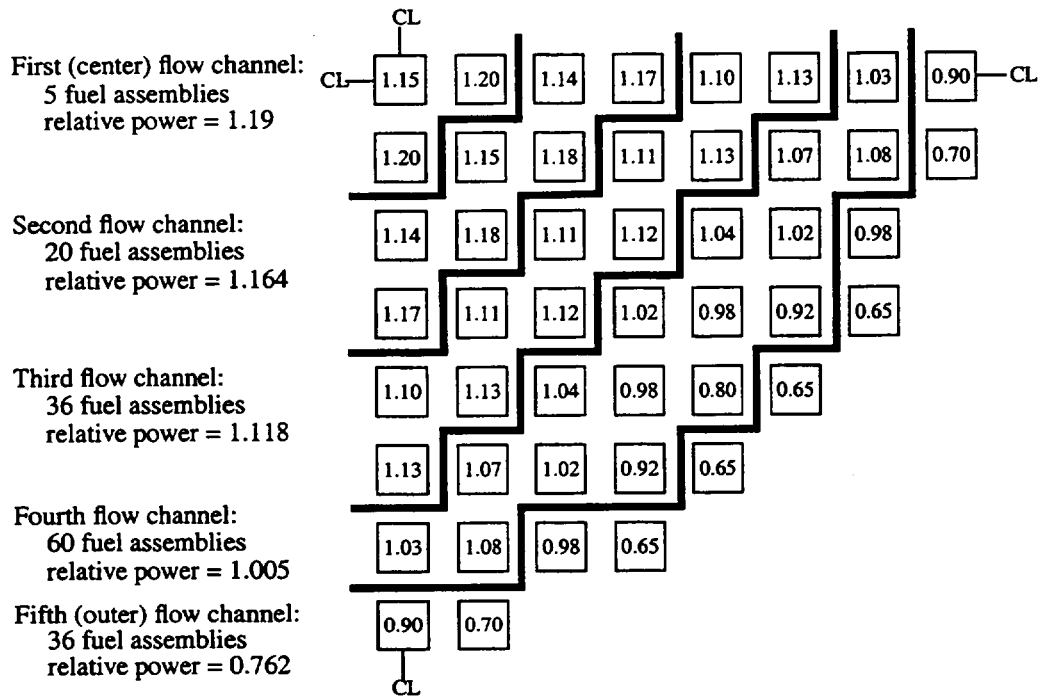 CL
First (center) flow channel:
5 fuel assemblies
relative power = 1.19
CL 1.15 1.20 1.14 1.17 1.10 1.13 1.03 0.90 CL
1.20 1.15 1.18 1.11 1.13 1.07 1.08 0.70
Second flow channel:
20 fuel assemblies
relative power = 1.164
1.14 1.18 1.11 1.12 1.04 1.02 0.98
1.17 1.11 1.12 1.02 0.98 0.92 0.65
Third flow channel:
36 fuel assemblies
relative power = 1.118
1.10 1.13 1.04 0.98 0.80 0.65
1.13 1.07 1.02 0.92 0.65
Fourth flow channel:
60 fuel assemblies
relative power = 1.005
1.03 1.08 0.98 0.65
Fifth (outer) flow channel:
36 fuel assemblies
relative power = 0.762
0.90 0.70
CL